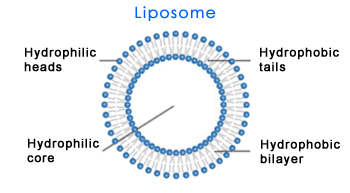 Liposome
Hydrophilic
heads
Hydrophobic
tails
Hydrophilic
core
Hydrophobic
bilayer